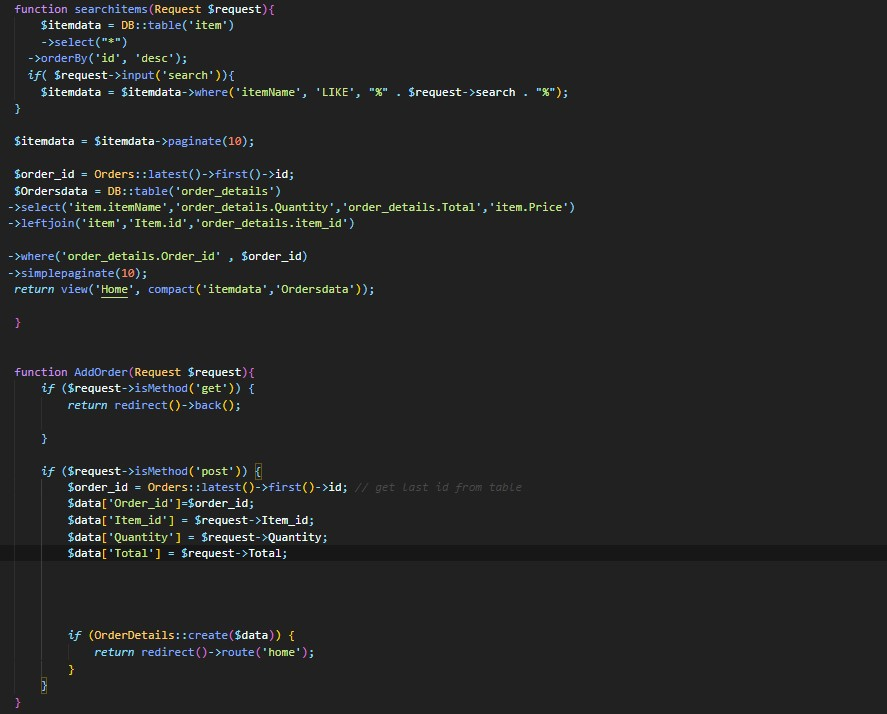 function searchitems(Request $request){
$itemdata = DB::table('item')
->select("*")
->orderBy('id', 'desc');
if( $request->input('search')){
$itemdata = $itemdata->where('itemName', 'LIKE', "%" . $request->search . "%");
}
$itemdata = $itemdata->paginate(10);
$order_id = Orders::latest()->first()->id;
$Ordersdata = DB::table('order_details')
->select('item.itemName','order_details.Quantity','order_details.Total','item.Price')
->leftjoin('item','Item.id','order_details.item_id')
->where('order_details.Order_id' , $order_id)
->simplepaginate(10);
return view('Home', compact('itemdata','Ordersdata'));
}
function AddOrder(Request $request){
if ($request->isMethod('get')) {
return redirect()->back();
}
if ($request->isMethod('post')) {
$order_id = Orders::latest()->first()->id; // get last id from table
$data['Order_id']=$order_id;
$data['Item_id'] = $request->Item_id;
$data['Quantity'] = $request->Quantity;
$data['Total'] = $request->Total;
if (OrderDetails::create($data)) {
return redirect()->route('home');
}
}
}